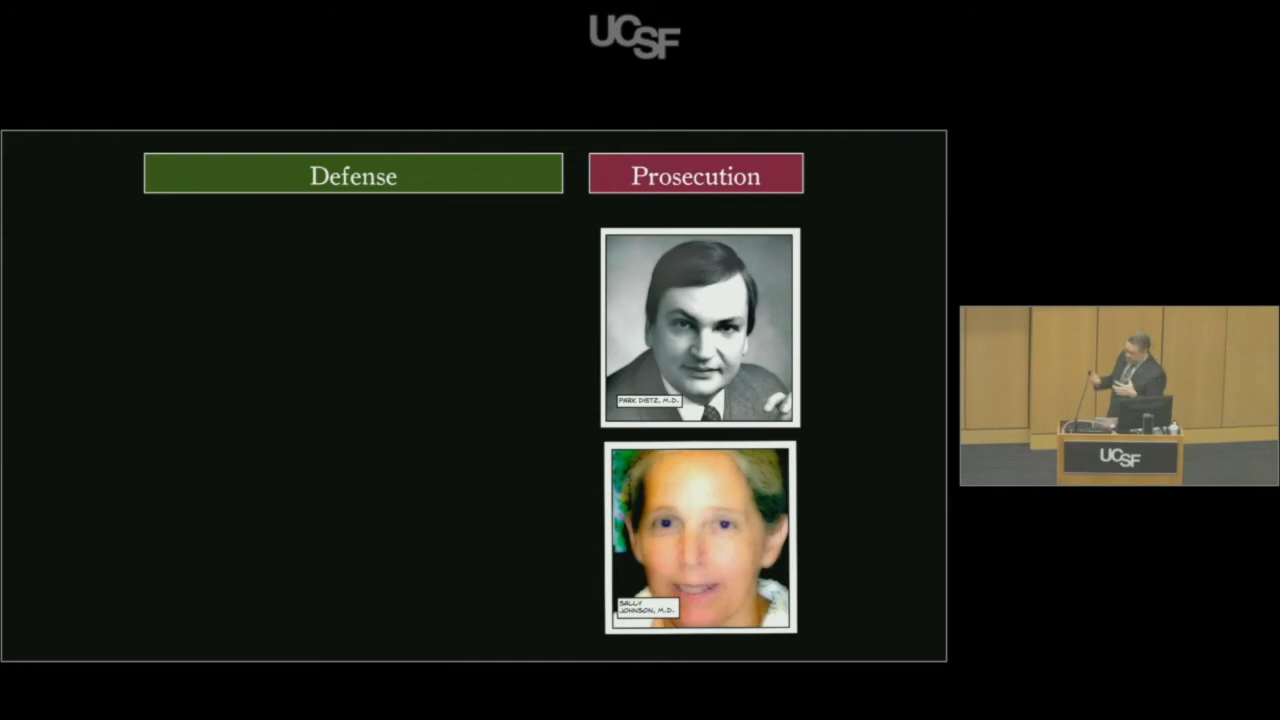 UCSF
Defense
Prosecution
PARK DIETZ, M.D.
SALLY
JOHNSON, M.D.
UCSF